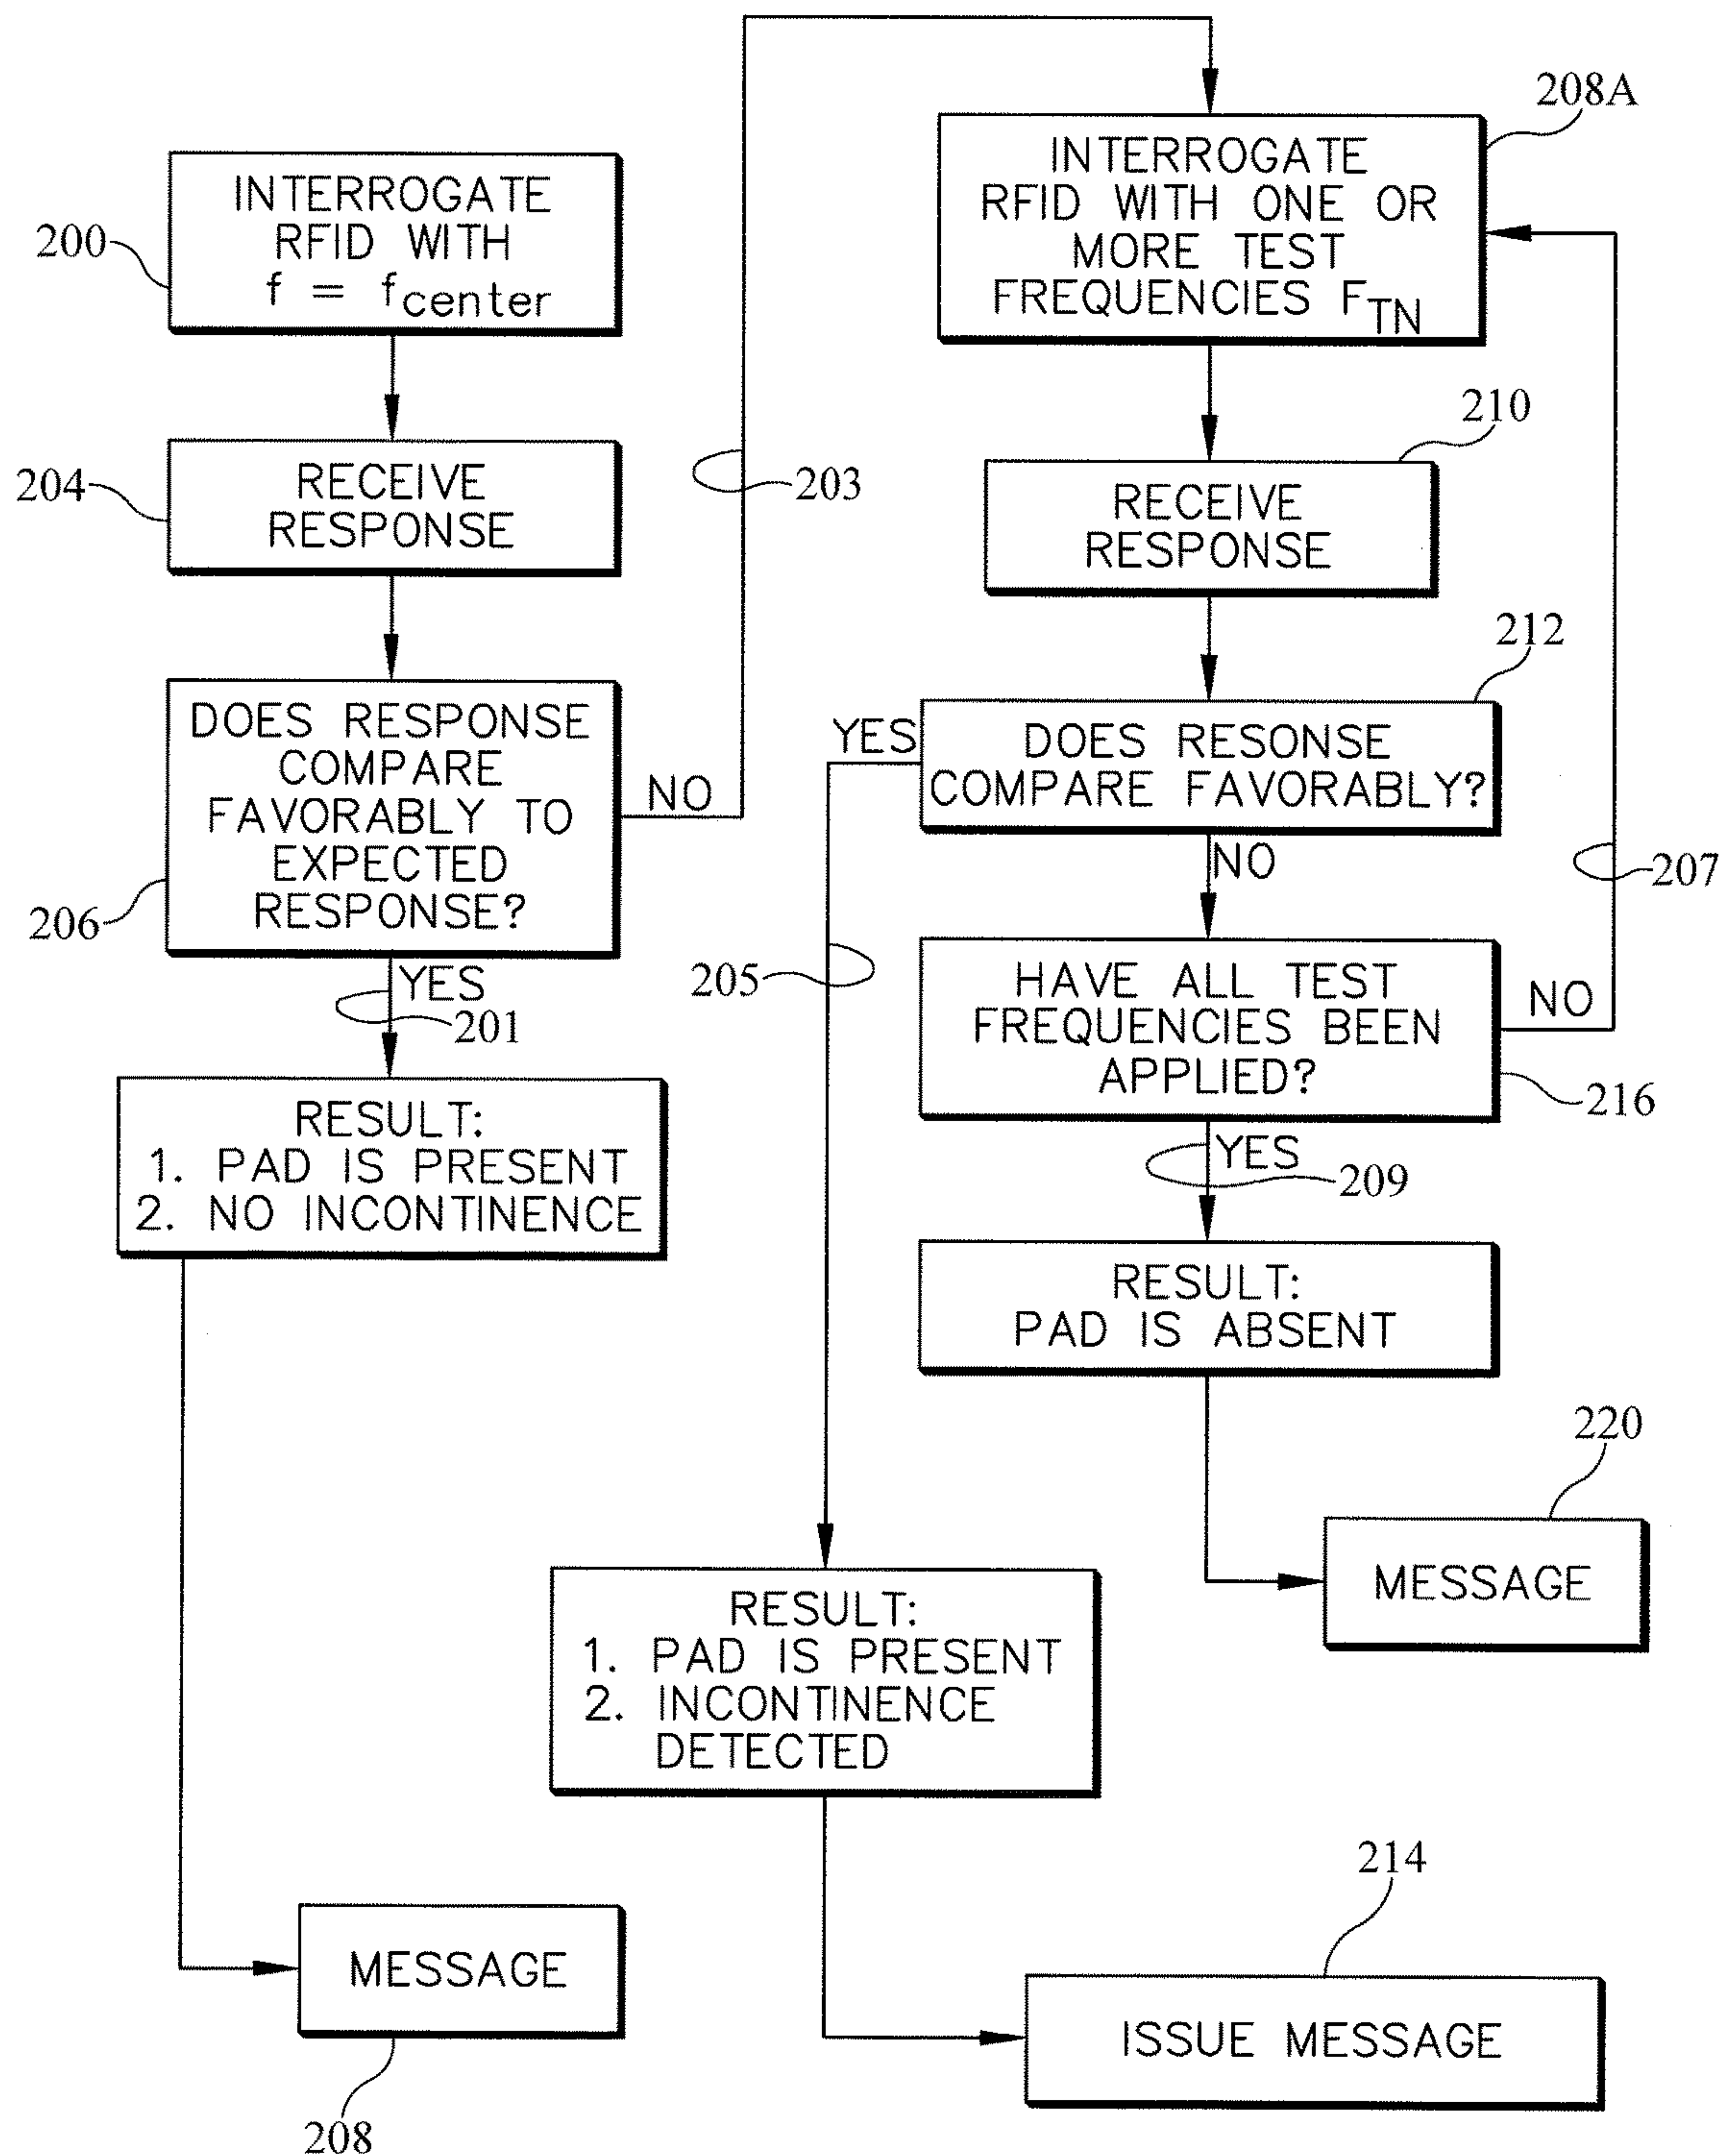 200
INTERROGATE
RFID WITH
f = fcenter
204
RECEIVE
RESPONSE
206
DOES RESPONSE
COMPARE
FAVORABLY TO
EXPECTED
RESPONSE?
NO
203
YES
201
RESULT:
1. PAD IS PRESENT
2. NO INCONTINENCE
MESSAGE
208
208A
INTERROGATE
RFID WITH ONE OR
MORE TEST
FREQUENCIES FTN
210
RECEIVE
RESPONSE
212
DOES RESONSE
COMPARE FAVORABLY?
YES
205
NO
207
HAVE ALL TEST
FREQUENCIES BEEN
APPLIED?
NO
216
YES
209
RESULT:
PAD IS ABSENT
220
MESSAGE
RESULT:
1. PAD IS PRESENT
2. INCONTINENCE
DETECTED
214
ISSUE MESSAGE